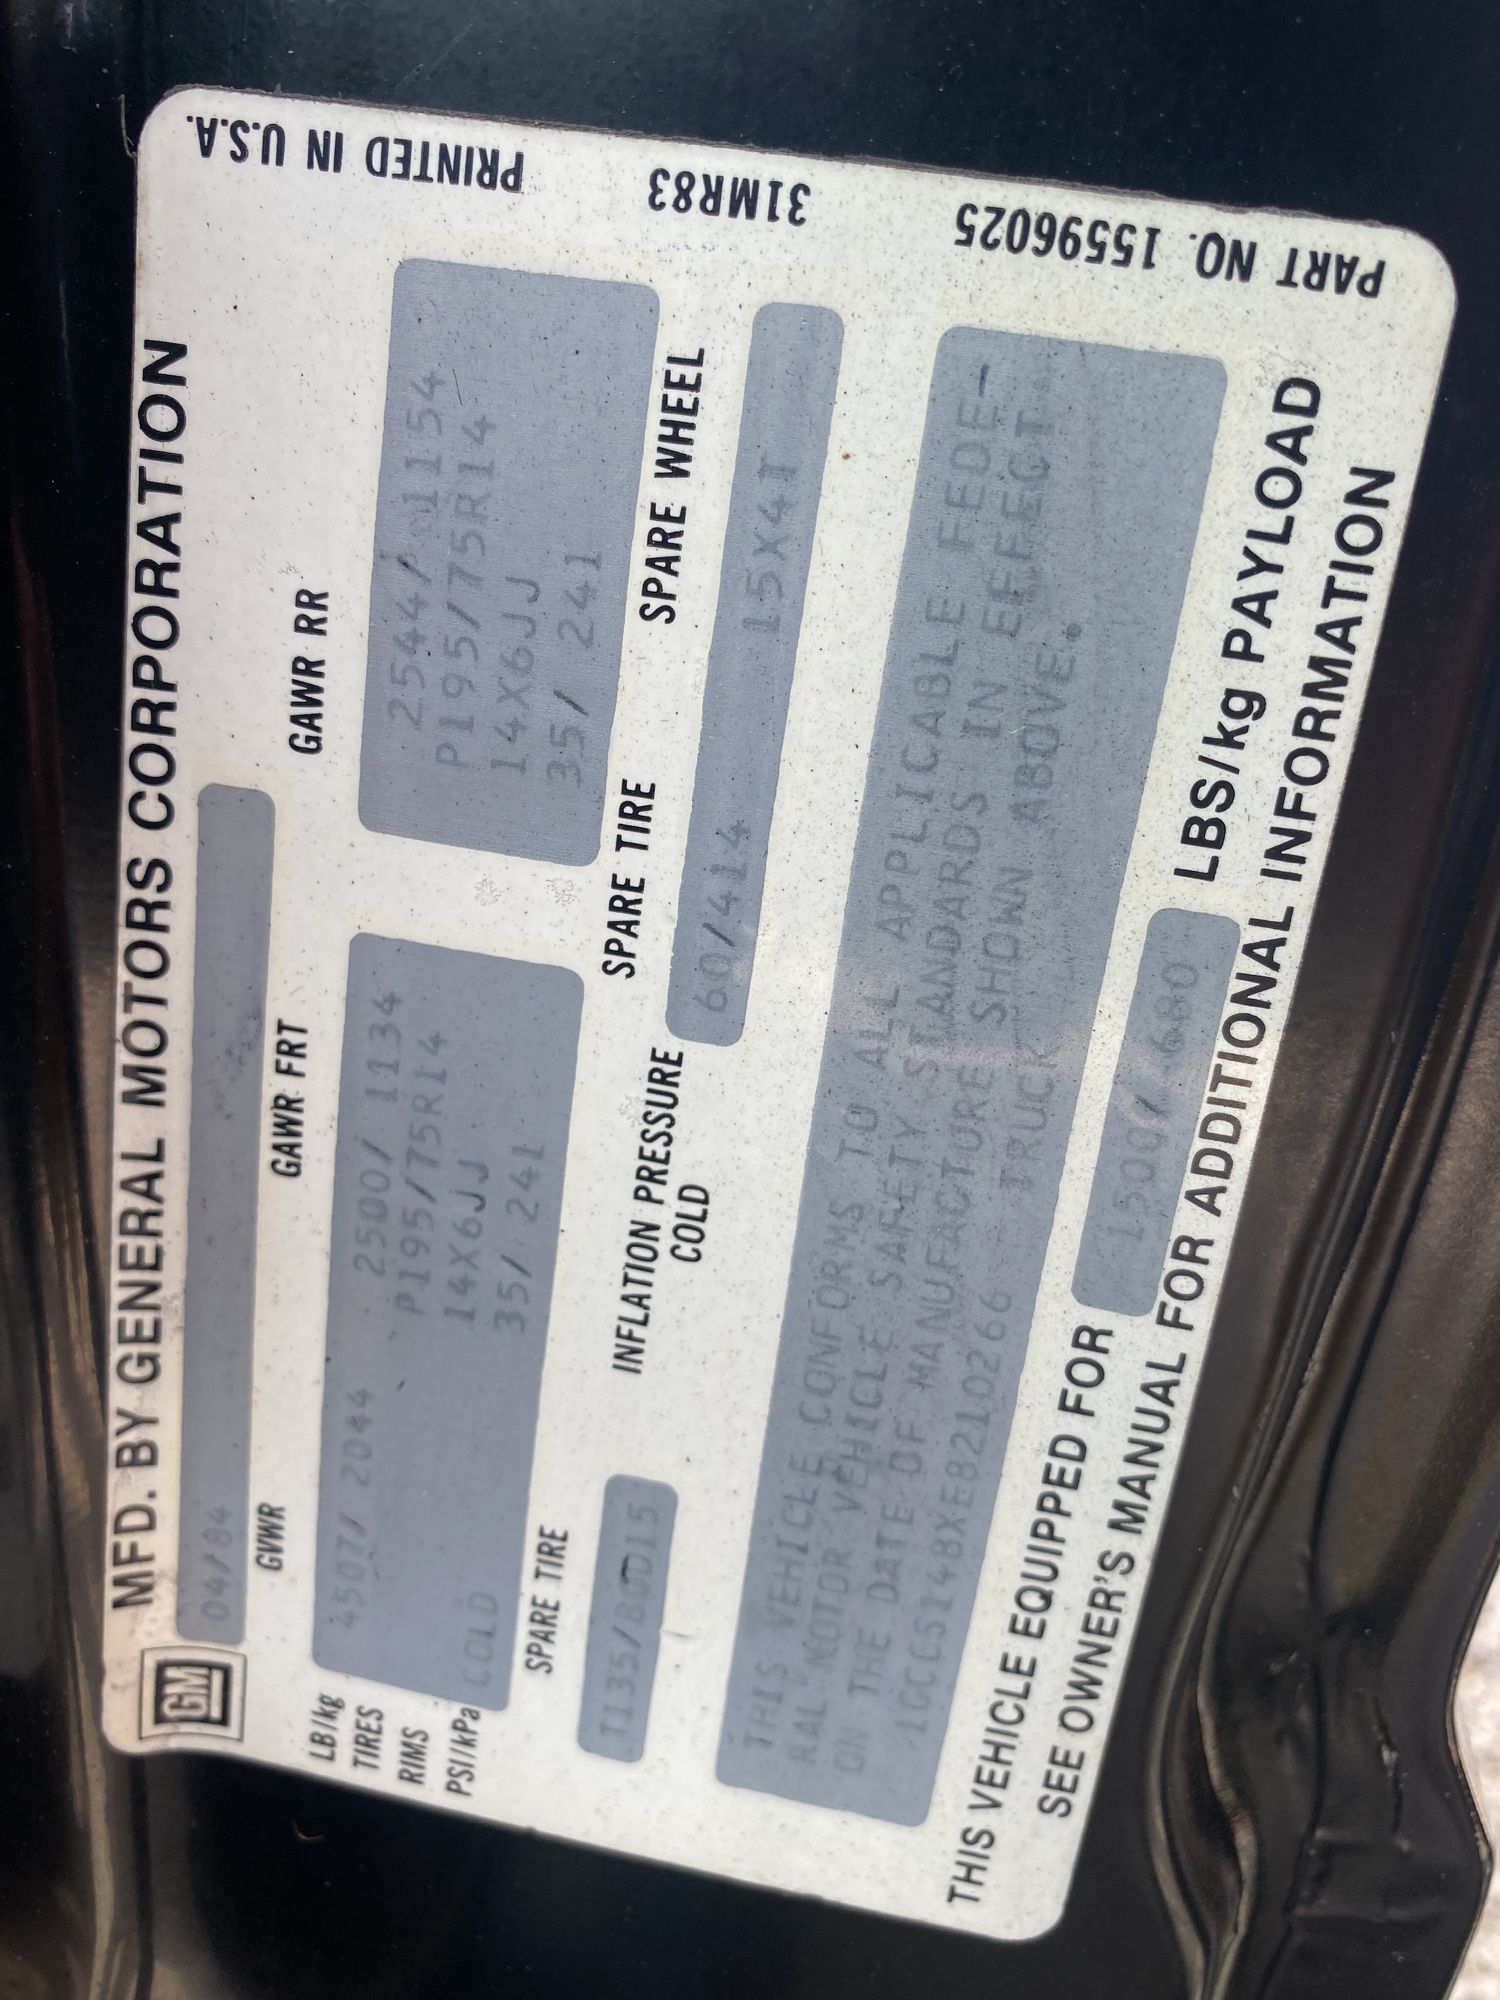 GM MFD. BY GENERAL MOTORS CORPORATION
04/84
GVWR GAWR FRT GAWR RR
LB/kg 4507/ 2044 2500/ 1134 2544/ 1154
TIRES P195/75R14 P195/75R14
RIMS 14X6JJ 14X6JJ
PSI/kPa COLD 35/ 241 35/ 241
SPARE TIRE INFLATION PRESSURE COLD SPARE TIRE SPARE WHEEL
T135/80D15 60/414 15X4T
THIS VEHICLE CONFORMS TO ALL APPLICABLE FEDE-
RAL MOTOR VEHICLE SAFETY STANDARDS IN EFFECT
ON THE DATE OF MANUFACTURE SHOWN ABOVE.
1GCCS14BXE8210266 TRUCK
THIS VEHICLE EQUIPPED FOR 1500/ 680 LBS/kg PAYLOAD
SEE OWNER'S MANUAL FOR ADDITIONAL INFORMATION
PART NO. 15596025 31MR83 PRINTED IN U.S.A.